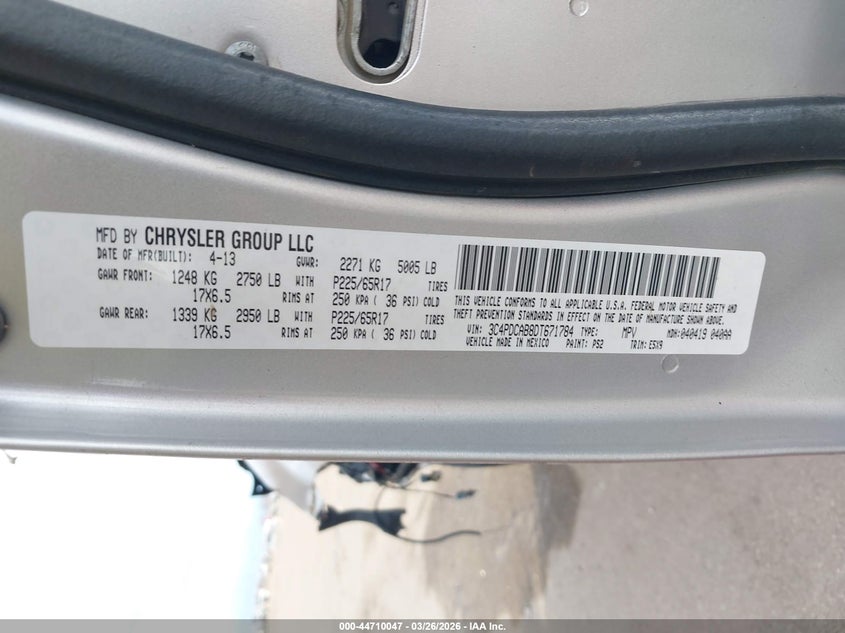 MFD BY CHRYSLER GROUP LLC
DATE OF MFR(BUILT): 4-13 GVWR: 2271 KG 5005 LB
GAWR FRONT: 1248 KG 2750 LB WITH P225/65R17 TIRES
17X6.5 RIMS AT 250 KPA ( 36 PSI) COLD
GAWR REAR: 1339 KG 2950 LB WITH P225/65R17 TIRES
17X6.5 RIMS AT 250 KPA ( 36 PSI) COLD
THIS VEHICLE CONFORMS TO ALL APPLICABLE U.S.A. FEDERAL MOTOR VEHICLE SAFETY AND
THEFT PREVENTION STANDARDS IN EFFECT ON THE DATE OF MANUFACTURE SHOWN ABOVE.
VIN: 3C4PDCAB8DT671784 TYPE: MPV MDH: 040419 040AA
VEHICLE MADE IN MEXICO PAINT: PS2 TRIM: E5X9
000-44710047 / 03/26/2026 - IAA Inc.